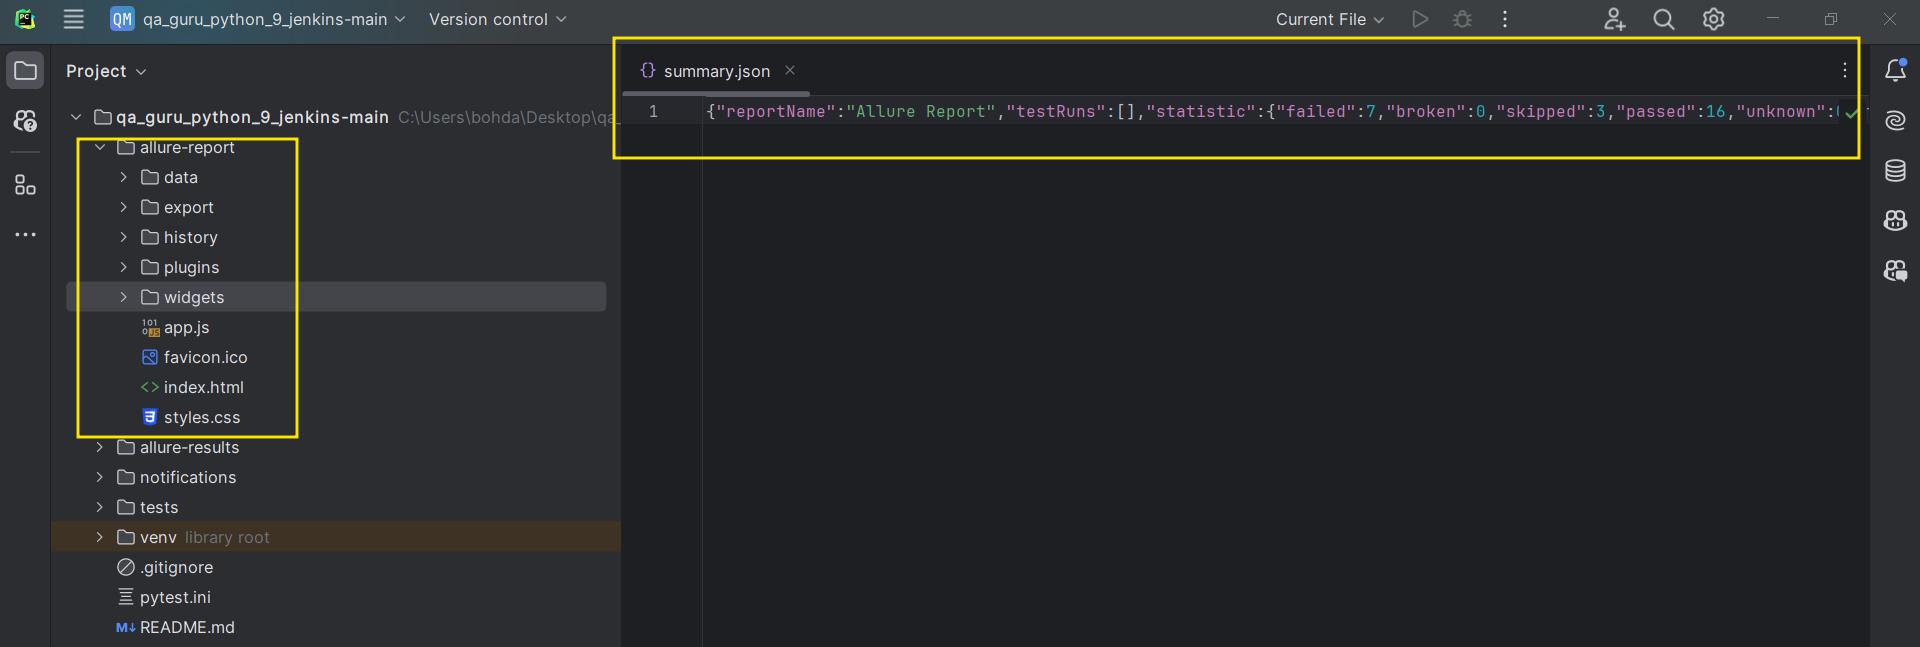 QM qa_guru_python_9_jenkins-main Version control Current File
Project
summary.json
qa_guru_python_9_jenkins-main C:\Users\bohda\Desktop\qa_
1 {"reportName":"Allure Report","testRuns":[],"statistic":{"failed":7,"broken":0,"skipped":3,"passed":16,"unknown":
allure-report
data
export
history
plugins
widgets
app.js
favicon.ico
index.html
styles.css
allure-results
notifications
tests
venv library root
.gitignore
pytest.ini
M↓ README.md